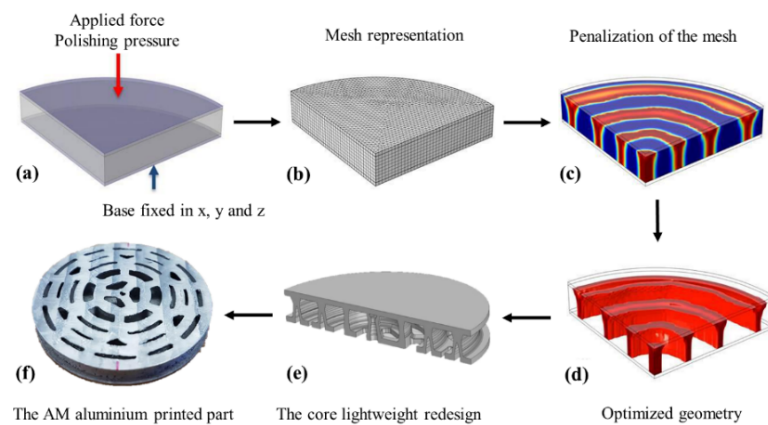 Applied force
Polishing pressure
Mesh representation
Penalization of the mesh
(a)
(b)
(c)
Base fixed in x, y and z
(f)
(e)
(d)
The AM aluminium printed part
The core lightweight redesign
Optimized geometry